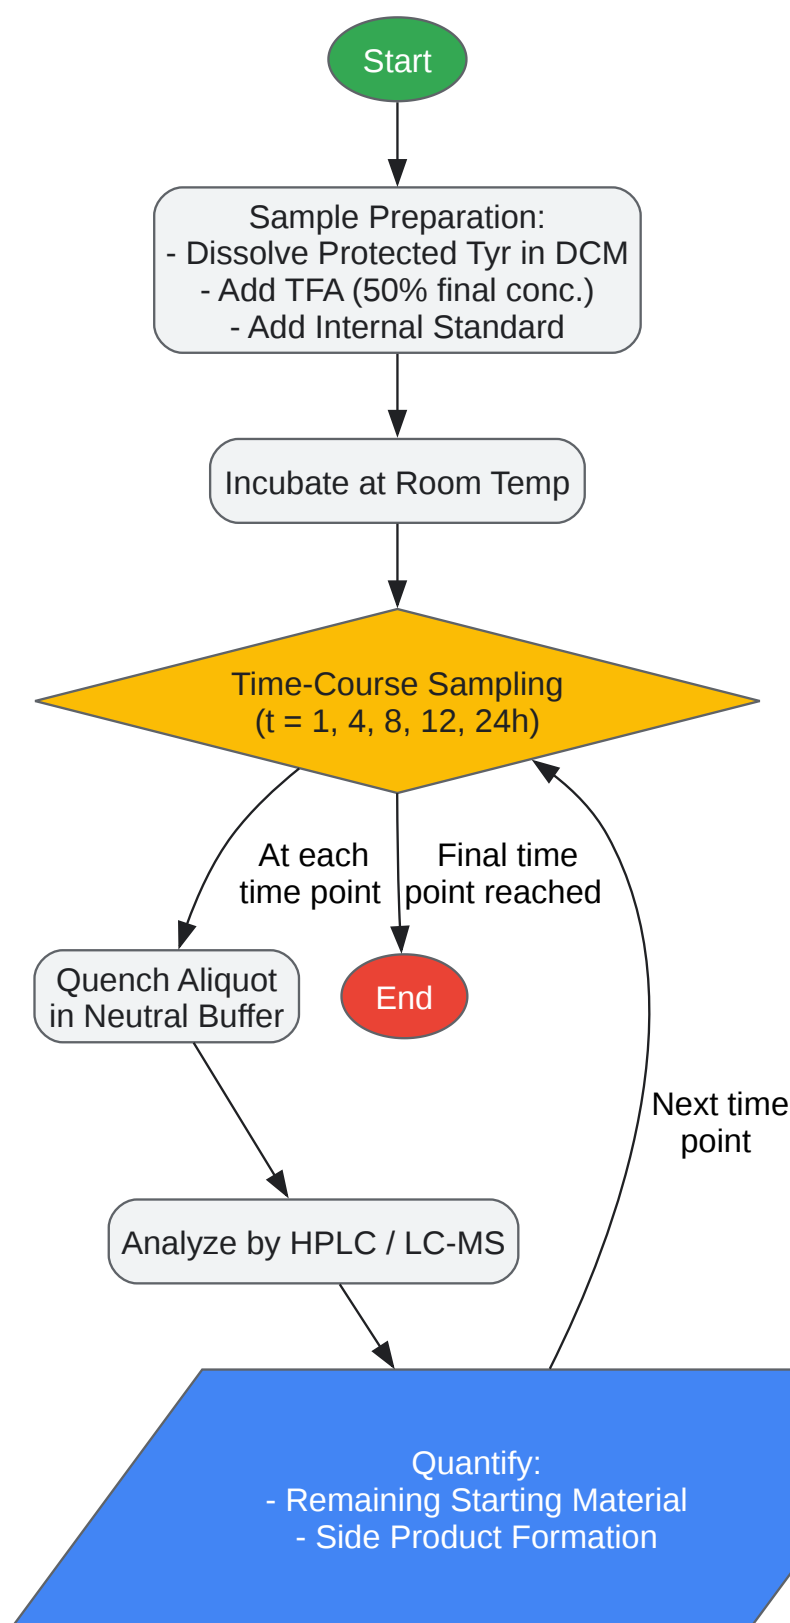 Start
Sample Preparation:
- Dissolve Protected Tyr in DCM
- Add TFA (50% final conc.)
- Add Internal Standard
Incubate at Room Temp
Time-Course Sampling
(t = 1, 4, 8, 12, 24h)
At each
time point
Final time
point reached
Quench Aliquot
in Neutral Buffer
End
Next time
point
Analyze by HPLC / LC-MS
Quantify:
- Remaining Starting Material
- Side Product Formation